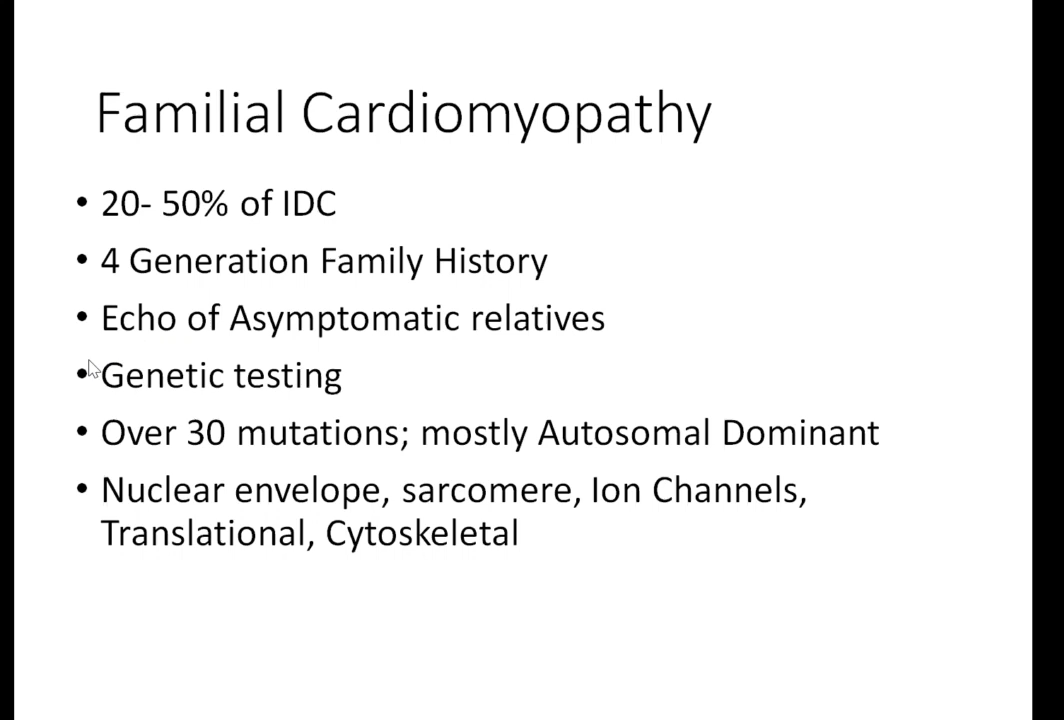 Familial Cardiomyopathy
• 20- 50% of IDC
• 4 Generation Family History
• Echo of Asymptomatic relatives
• Genetic testing
• Over 30 mutations; mostly Autosomal Dominant
• Nuclear envelope, sarcomere, Ion Channels,
Translational, Cytoskeletal